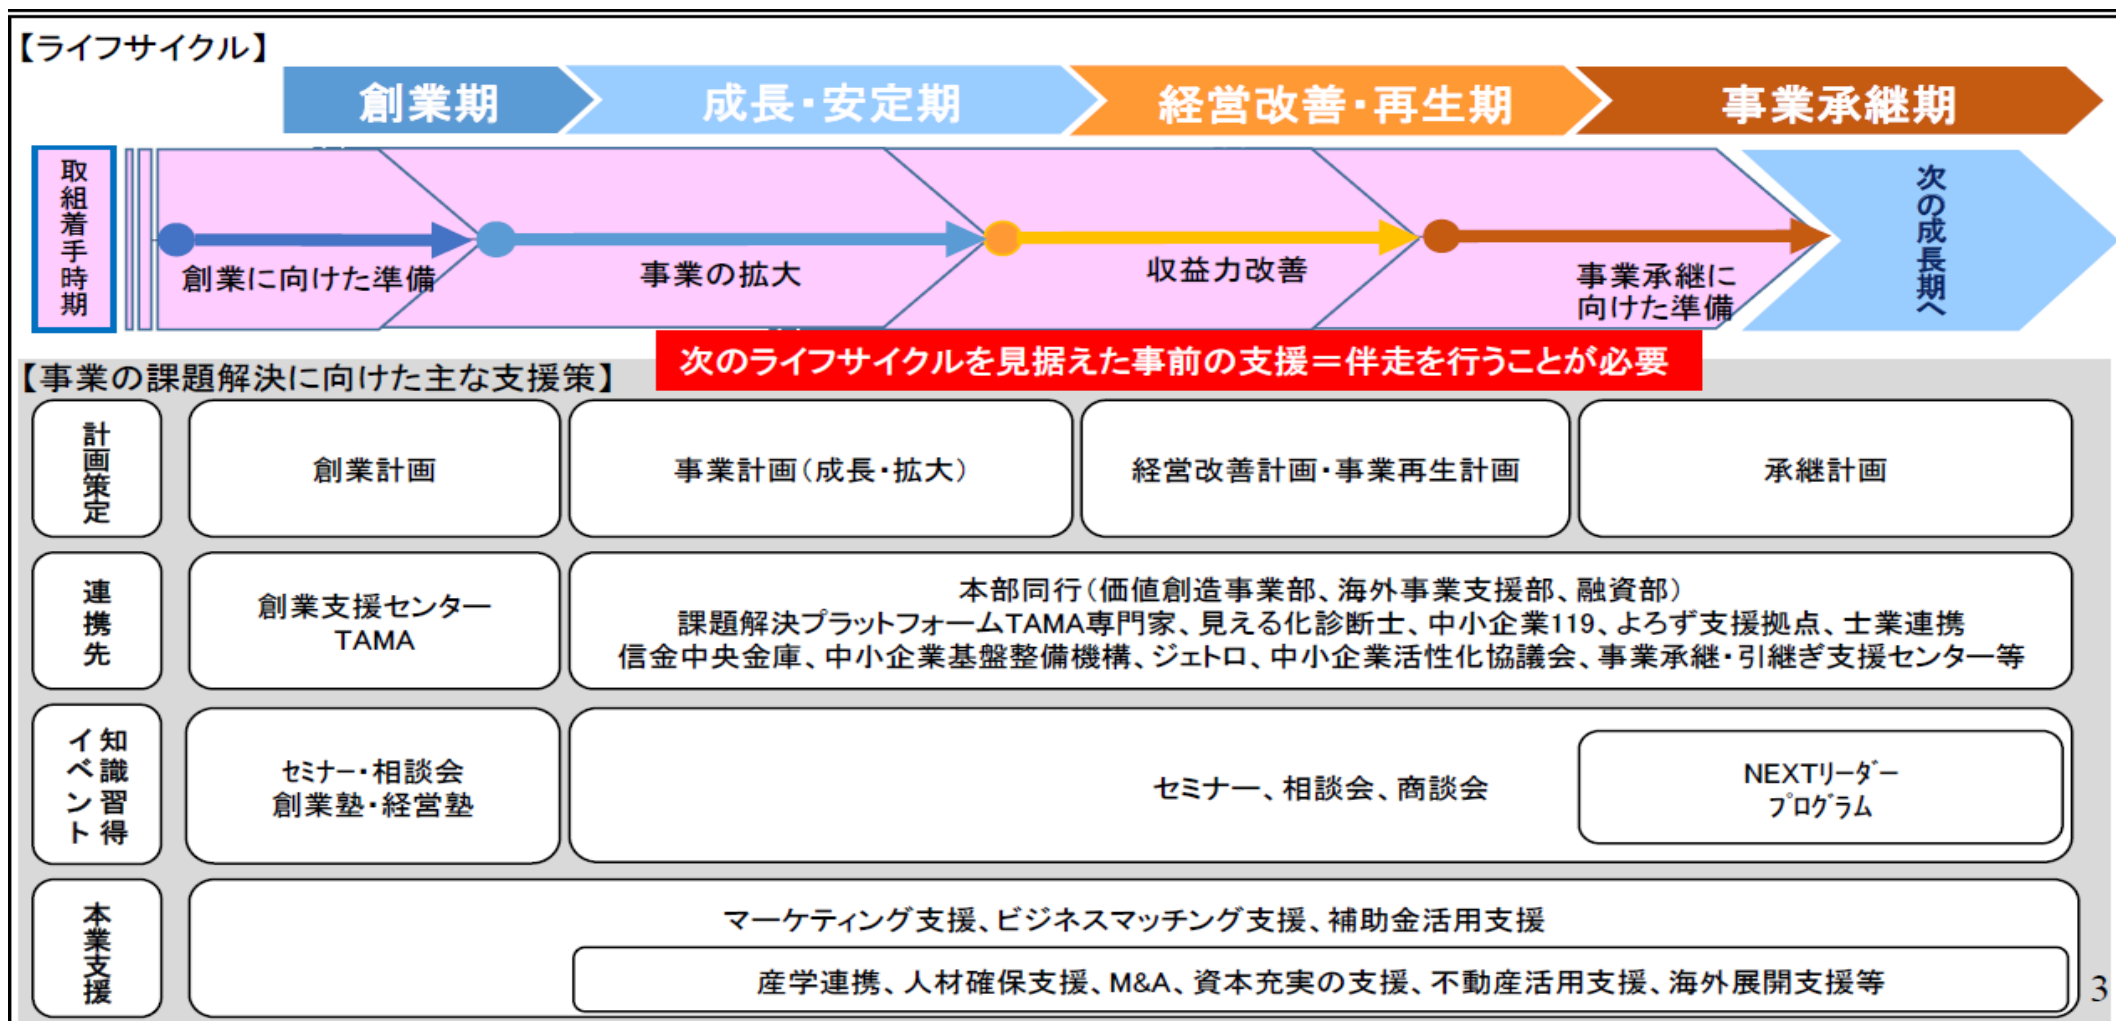 【ライフサイクル】
創業期
成長・安定期
経営改善・再生期
事業承継期
取組着手時期
創業に向けた準備
事業の拡大
収益力改善
事業承継に
向けた準備
次の成長期へ
次のライフサイクルを見据えた事前の支援＝伴走を行うことが必要
【事業の課題解決に向けた主な支援策】
計画策定
創業計画
事業計画（成長・拡大）
経営改善計画・事業再生計画
承継計画
連携先
創業支援センター
TAMA
本部同行（価値創造事業部、海外事業支援部、融資部）
課題解決プラットフォームTAMA専門家、見える化診断士、中小企業119、よろず支援拠点、士業連携
信金中央金庫、中小企業基盤整備機構、ジェトロ、中小企業活性化協議会、事業承継・引継ぎ支援センター等
知識習得
イベント
ｾﾐﾅｰ・相談会
創業塾・経営塾
セミナー、相談会、商談会
NEXTﾘｰﾀﾞｰ
ﾌﾟﾛｸﾞﾗﾑ
本業支援
マーケティング支援、ビジネスマッチング支援、補助金活用支援
産学連携、人材確保支援、M&A、資本充実の支援、不動産活用支援、海外展開支援等
3